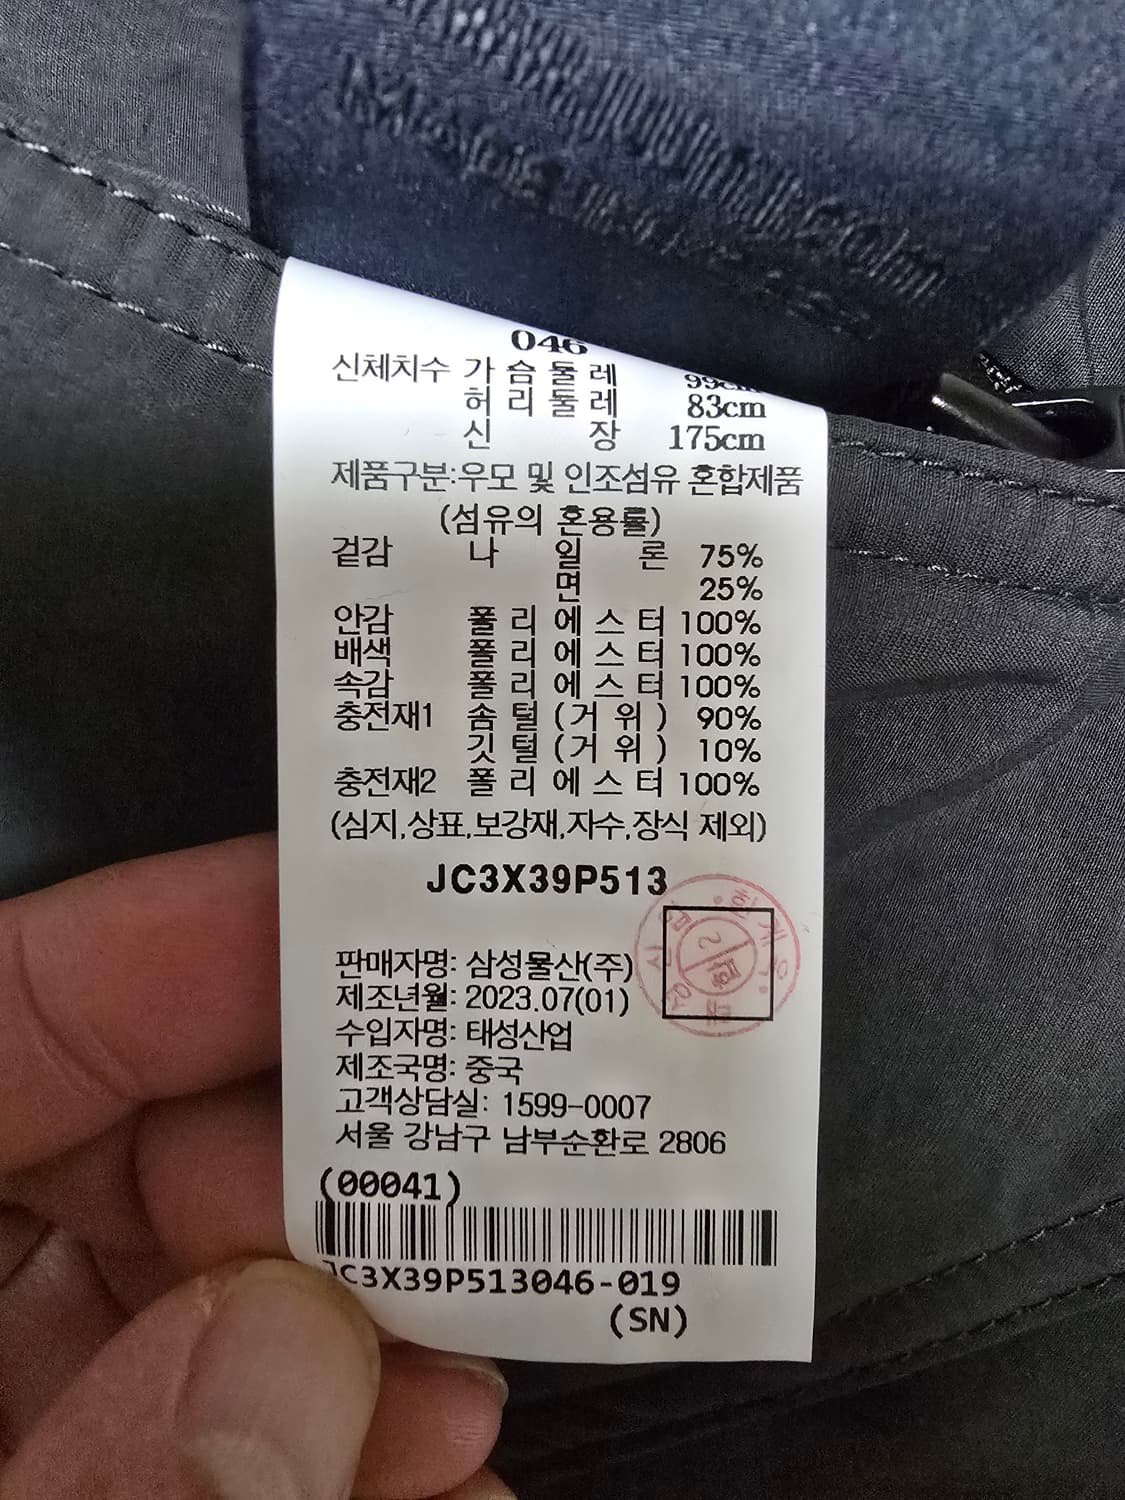 046
신체치수 가슴둘레 99cm
허리둘레 83cm
신장 175cm
제품구분:우모 및 인조섬유 혼합제품
(섬유의 혼용률)
겉감 나일론 75%
면 25%
안감 폴리에스터 100%
배색 폴리에스터 100%
속감 폴리에스터 100%
충전재1 솜털(거위) 90%
깃털(거위) 10%
충전재2 폴리에스터 100%
(심지,상표,보강재,자수,장식 제외)
JC3X39P513
판매자명: 삼성물산(주)
제조년월: 2023.07(01)
수입자명: 태성산업
제조국명: 중국
고객상담실: 1599-0007
서울 강남구 남부순환로 2806
(00041)
JC3X39P513046-019
(SN)